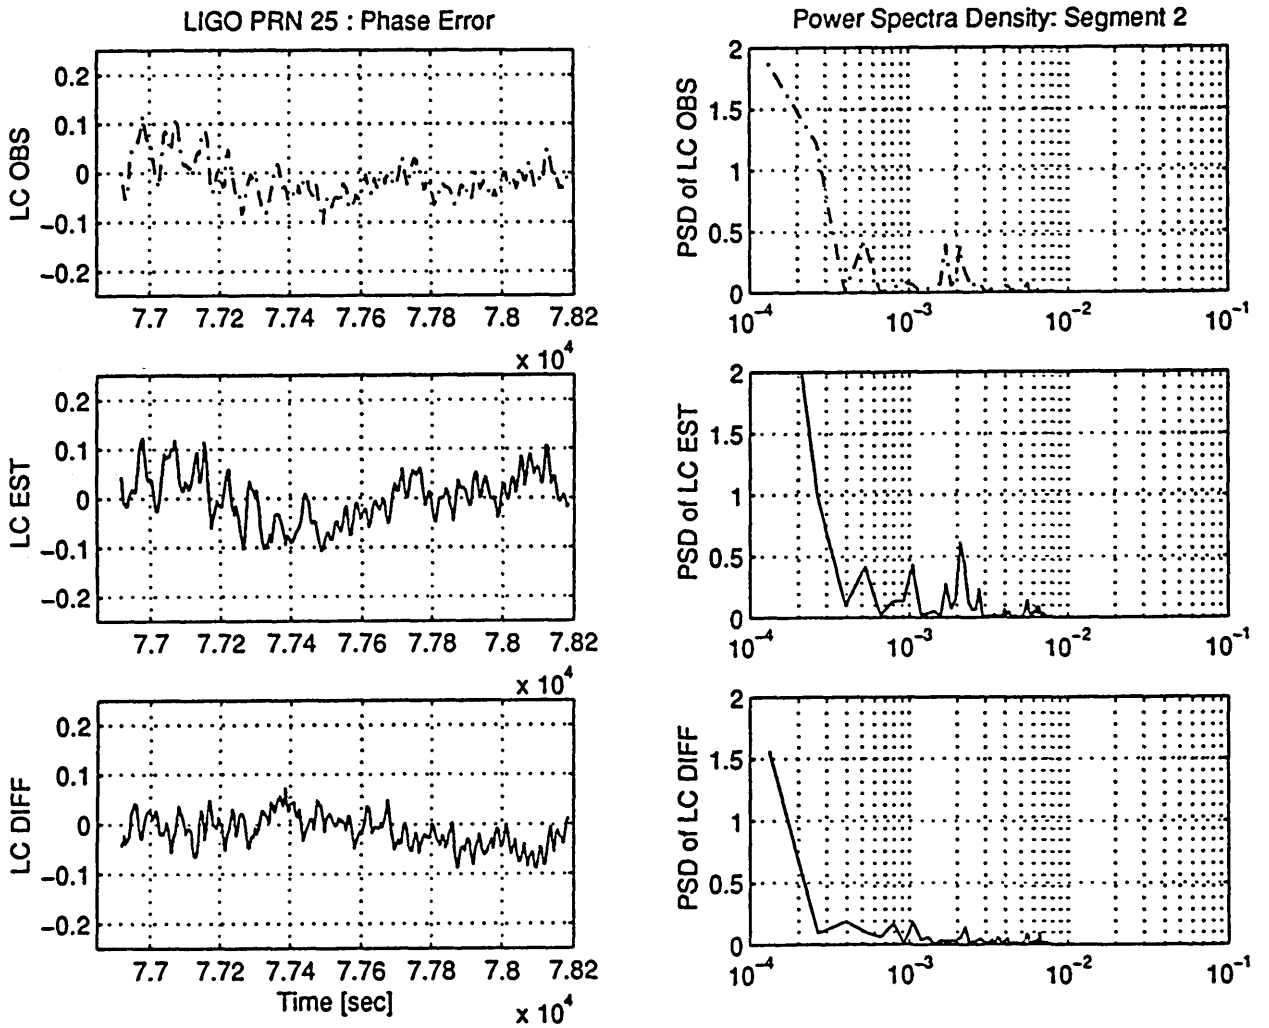 LIGO PRN 25 : Phase Error
LC OBS
0.2
0.1
0
−0.1
−0.2
7.7 7.72 7.74 7.76 7.78 7.8 7.82
x 10^4
Power Spectra Density: Segment 2
PSD of LC OBS
2
1.5
1
0.5
0
10^-4 10^-3 10^-2 10^-1
LC EST
0.2
0.1
0
−0.1
−0.2
7.7 7.72 7.74 7.76 7.78 7.8 7.82
x 10^4
PSD of LC EST
2
1.5
1
0.5
0
10^-4 10^-3 10^-2 10^-1
LC DIFF
0.2
0.1
0
−0.1
−0.2
7.7 7.72 7.74 7.76 7.78 7.8 7.82
Time [sec]
x 10^4
PSD of LC DIFF
2
1.5
1
0.5
0
10^-4 10^-3 10^-2 10^-1